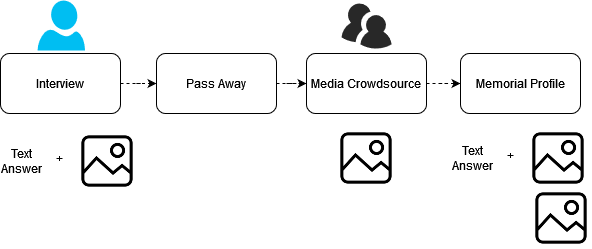 Interview
Pass Away
Media Crowdsource
Memorial Profile
Text
Answer
+
Text
Answer
+